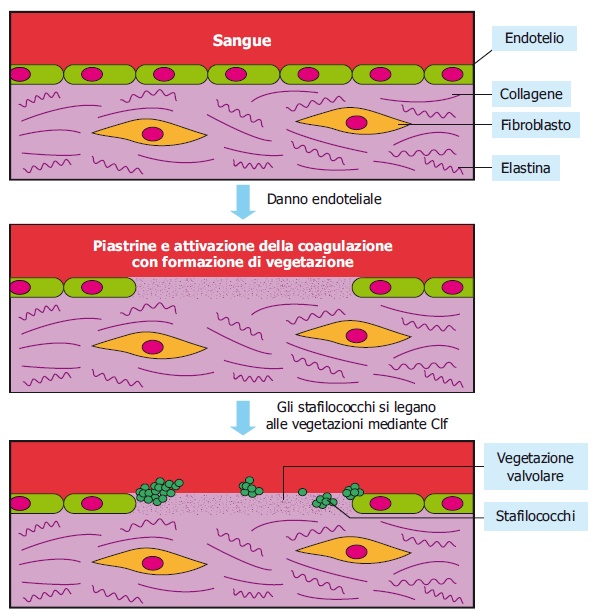 Sangue
Endotelio
Collagene
Fibroblasto
Elastina
Danno endoteliale
Piastrine e attivazione della coagulazione
con formazione di vegetazione
Gli stafilococchi si legano
alle vegetazioni mediante Clf
Vegetazione
valvolare
Stafilococchi